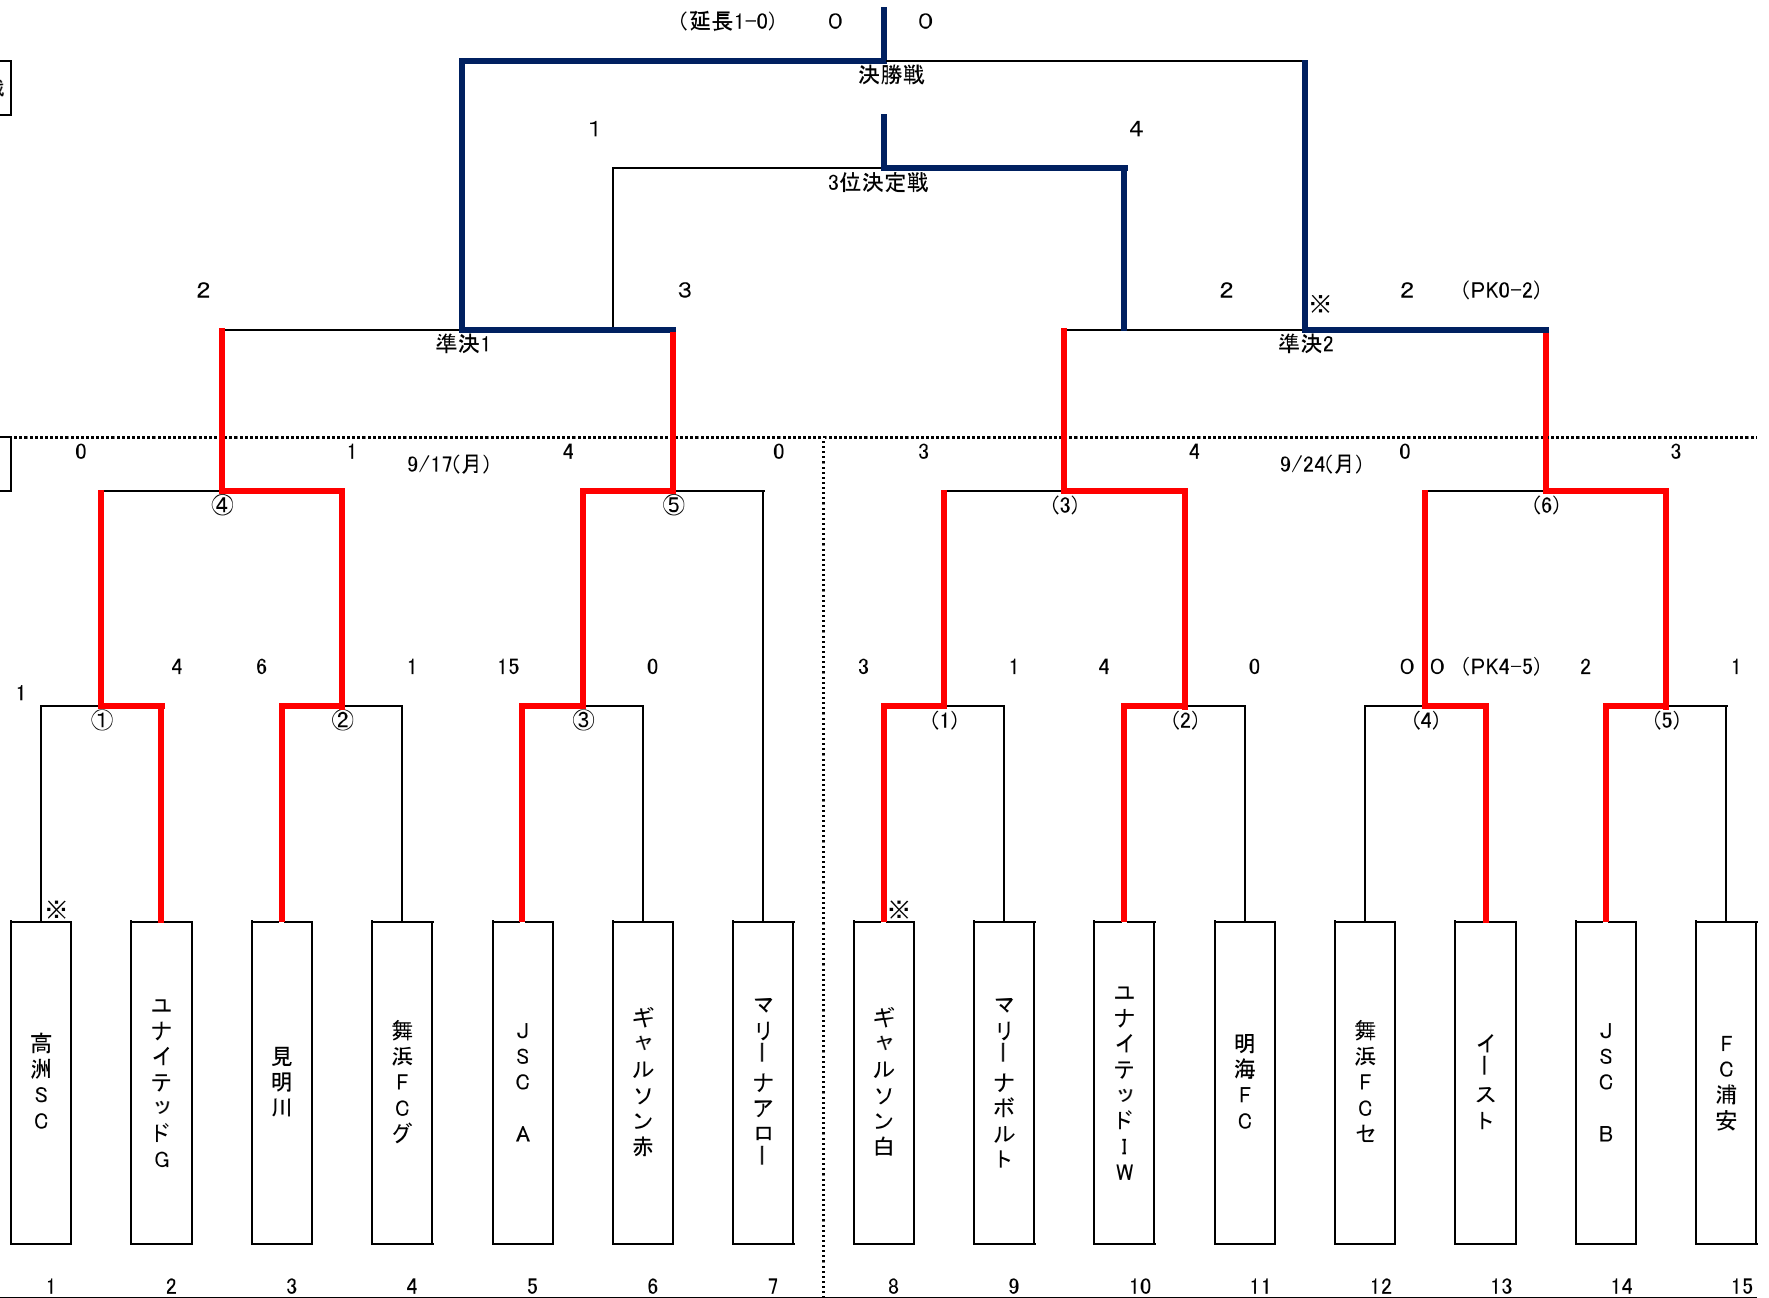 (延長1-0) 0 0
決勝戦
戦
1 4
3位決定戦
2 3 2 ※ 2 (PK0-2)
準決1 準決2
0 1 4 0 3 4 0 3
9/17(月) 9/24(月)
④ ⑤ (3) (6)
1 4 6 1 15 0 3 1 4 0 0 0 (PK4-5) 2 1
① ② ③ (1) (2) (4) (5)
※ ※
高洲SC
ユナイテッドG
見明川
舞浜FCグ
JSC A
ギャルソン赤
マリーナアロー
ギャルソン白
マリーナボルト
ユナイテッドIW
明海FC
舞浜FCセ
イースト
JSC B
FC浦安
1 2 3 4 5 6 7 8 9 10 11 12 13 14 15